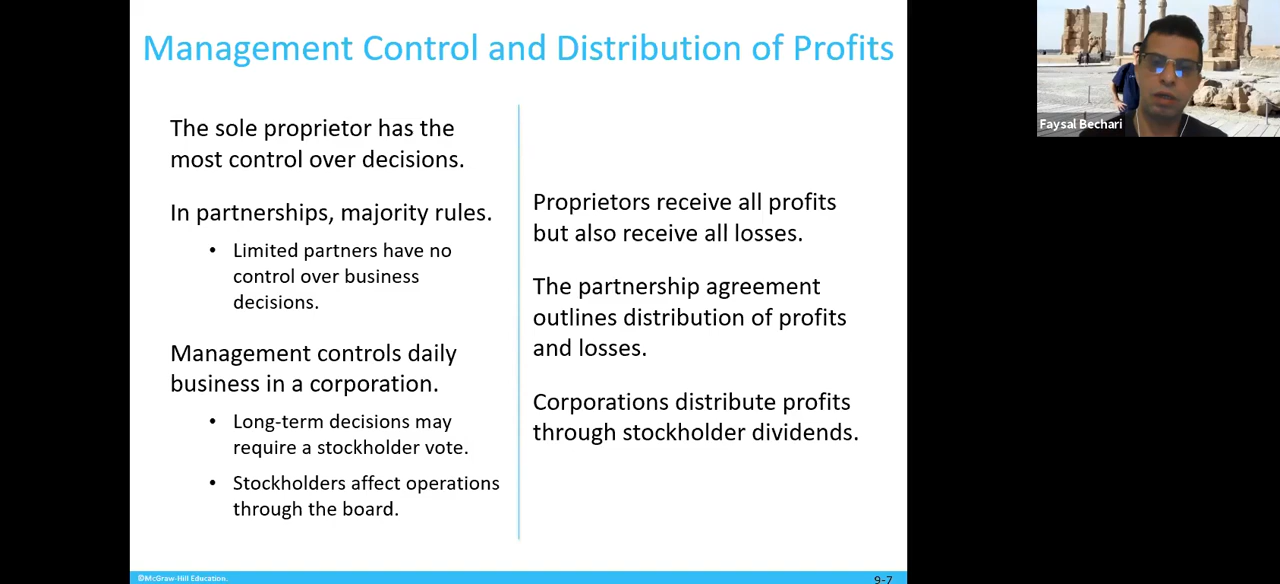 Management Control and Distribution of Profits
The sole proprietor has the
most control over decisions.
In partnerships, majority rules.
• Limited partners have no
control over business
decisions.
Management controls daily
business in a corporation.
• Long-term decisions may
require a stockholder vote.
• Stockholders affect operations
through the board.
Proprietors receive all profits
but also receive all losses.
The partnership agreement
outlines distribution of profits
and losses.
Corporations distribute profits
through stockholder dividends.
©McGraw-Hill Education.
9-7
Faysal Bechari